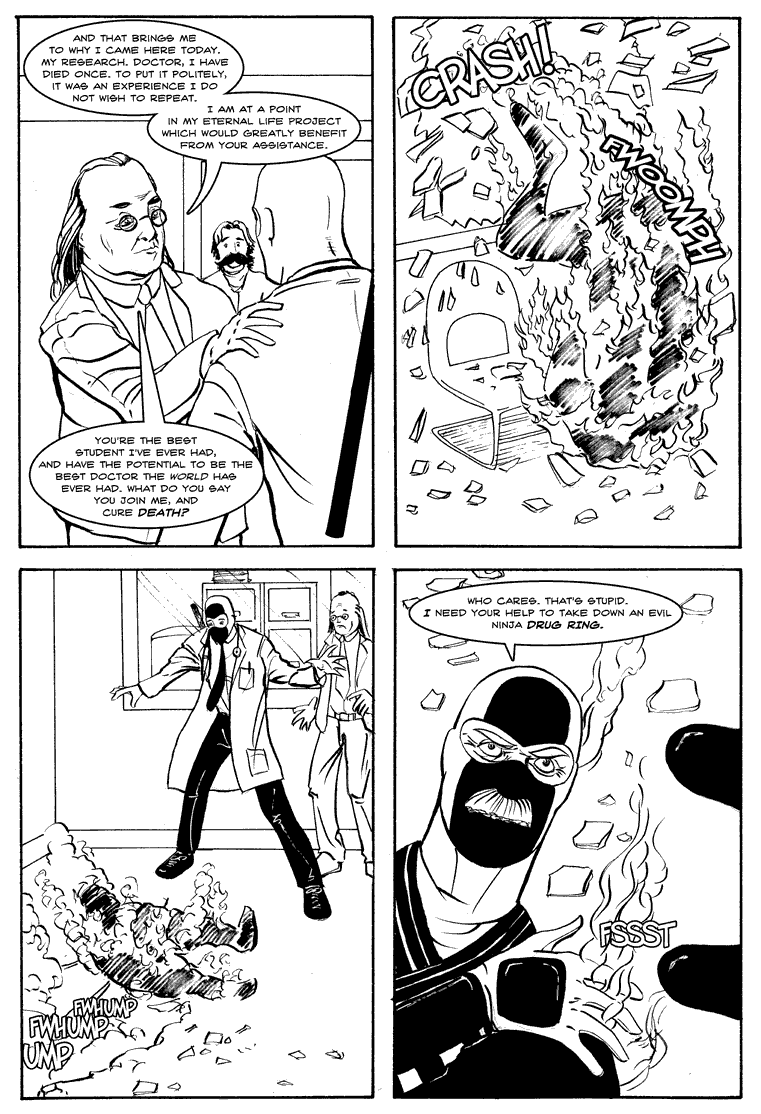 AND THAT BRINGS ME
TO WHY I CAME HERE TODAY.
MY RESEARCH. DOCTOR, I HAVE
DIED ONCE. TO PUT IT POLITELY,
IT WAS AN EXPERIENCE I DO
NOT WISH TO REPEAT.
I AM AT A POINT
IN MY ETERNAL LIFE PROJECT
WHICH WOULD GREATLY BENEFIT
FROM YOUR ASSISTANCE.
YOU'RE THE BEST
STUDENT I'VE EVER HAD,
AND HAVE THE POTENTIAL TO BE THE
BEST DOCTOR THE WORLD HAS
EVER HAD. WHAT DO YOU SAY
YOU JOIN ME, AND
CURE DEATH?
CRASH!
FWOOMPH
FWHUMP
FWHUMP
UMP
WHO CARES. THAT'S STUPID.
I NEED YOUR HELP TO TAKE DOWN AN EVIL
NINJA DRUG RING.
FSSST